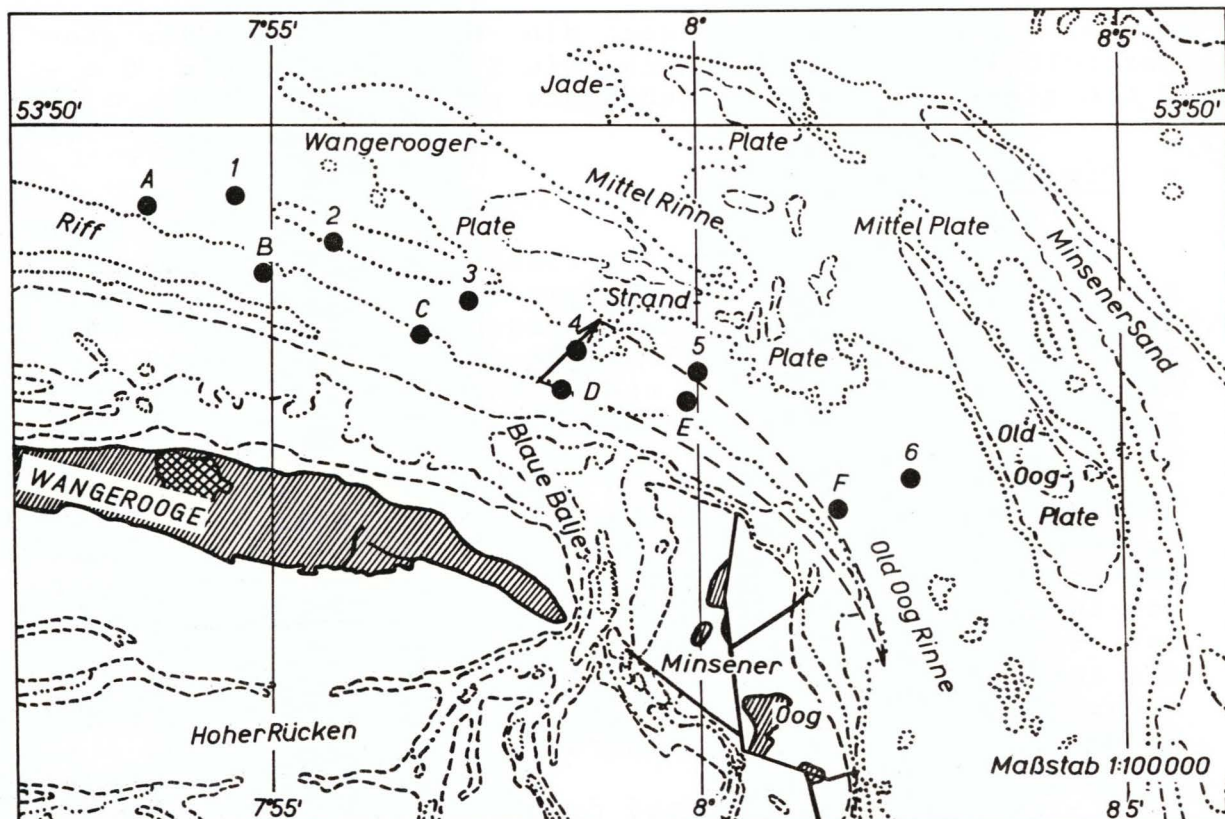 7°55' 8° 8°5'
53°50' 53°50'
Jade-
Plate
Wangerooger-
Plate
Mittel Rinne
A 1
Riff
B 2
3
C
Strand
4
Mittel Plate
Minsener Sand
Plate
5
D
E
Blaue Balje
Old-
Oog-
Plate
6
F
WANGEROOGE
Old Oog Rinne
Minsener
Oog
Hoher Rücken
Maßstab 1:100000
7°55' 8° 8°5'